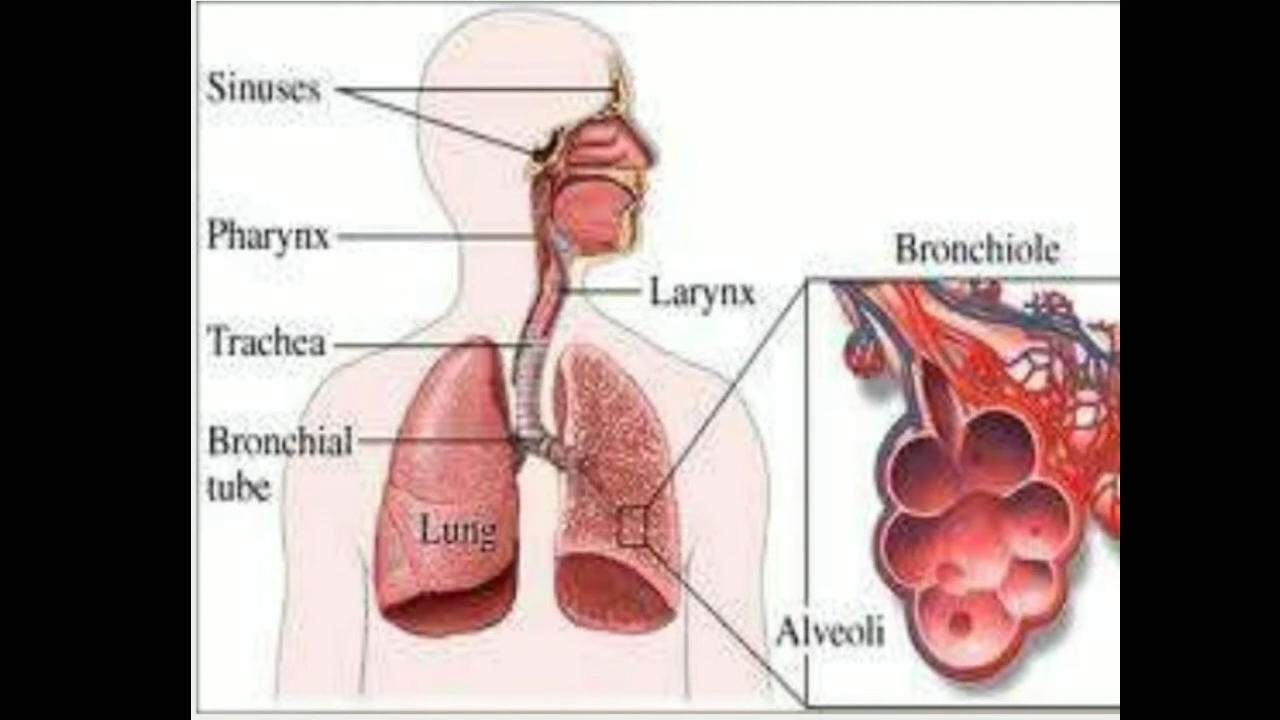 Sinuses
Pharynx
Bronchiole
Larynx
Trachea
Bronchial
tube
Lung
Alveoli